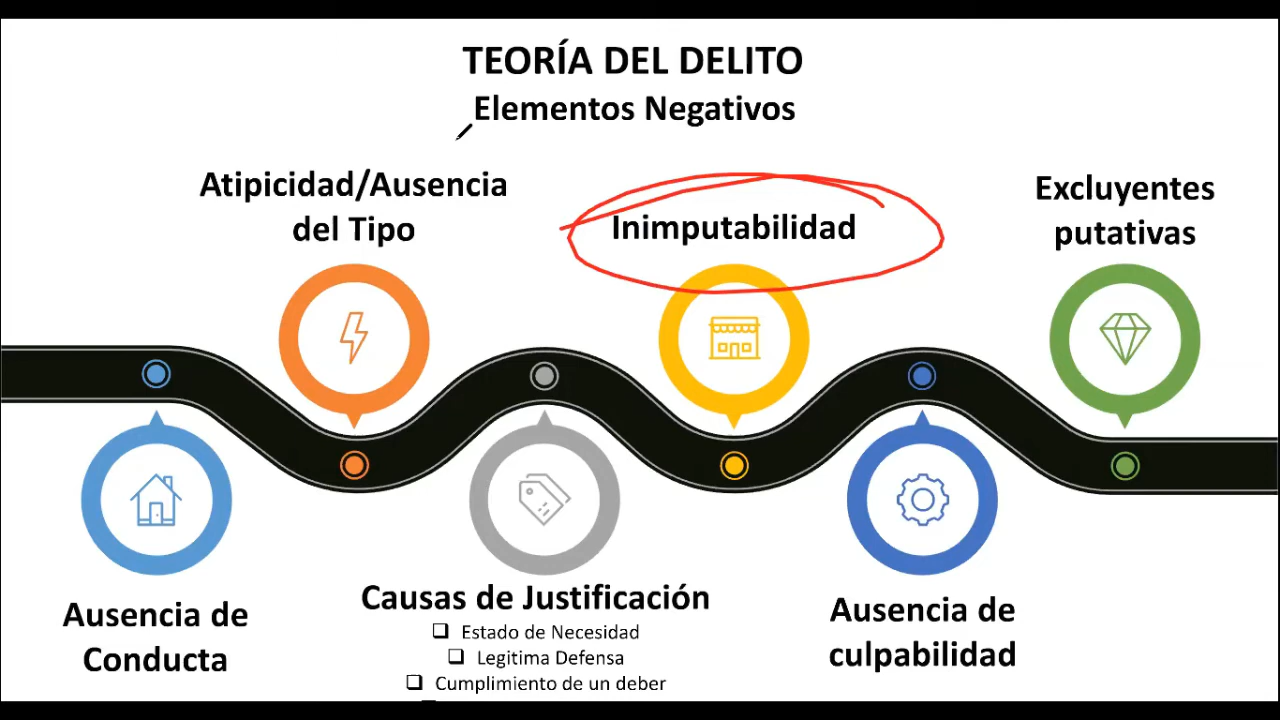 TEORÍA DEL DELITO
Elementos Negativos
Atipicidad/Ausencia
del Tipo
Inimputabilidad
Excluyentes
putativas
Ausencia de
Conducta
Causas de Justificación
❑ Estado de Necesidad
❑ Legitima Defensa
❑ Cumplimiento de un deber
Ausencia de
culpabilidad